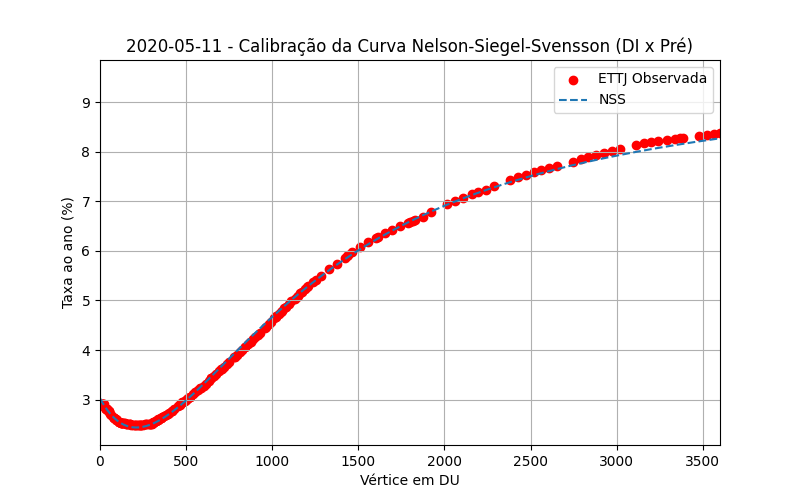 2020-05-11 - Calibração da Curva Nelson-Siegel-Svensson (DI x Pré)
ETTJ Observada
NSS
Taxa ao ano (%)
9
8
7
6
5
4
3
0 500 1000 1500 2000 2500 3000 3500
Vértice em DU